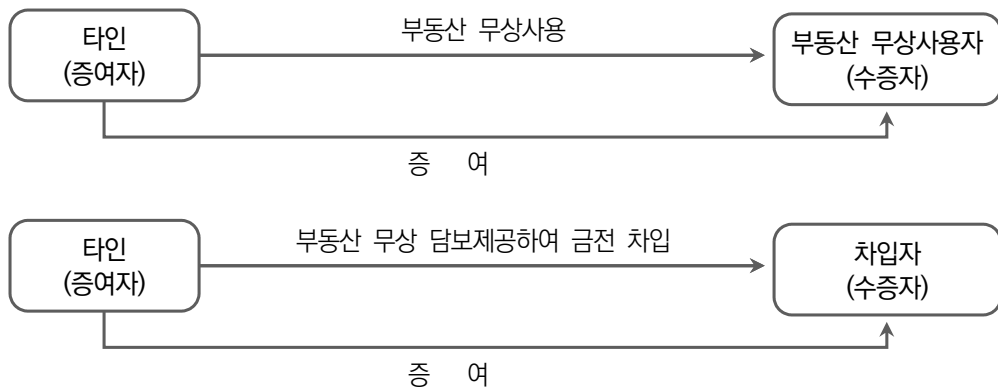 타인
(증여자)
부동산 무상사용
부동산 무상사용자
(수증자)
증 여
타인
(증여자)
부동산 무상 담보제공하여 금전 차입
차입자
(수증자)
증 여